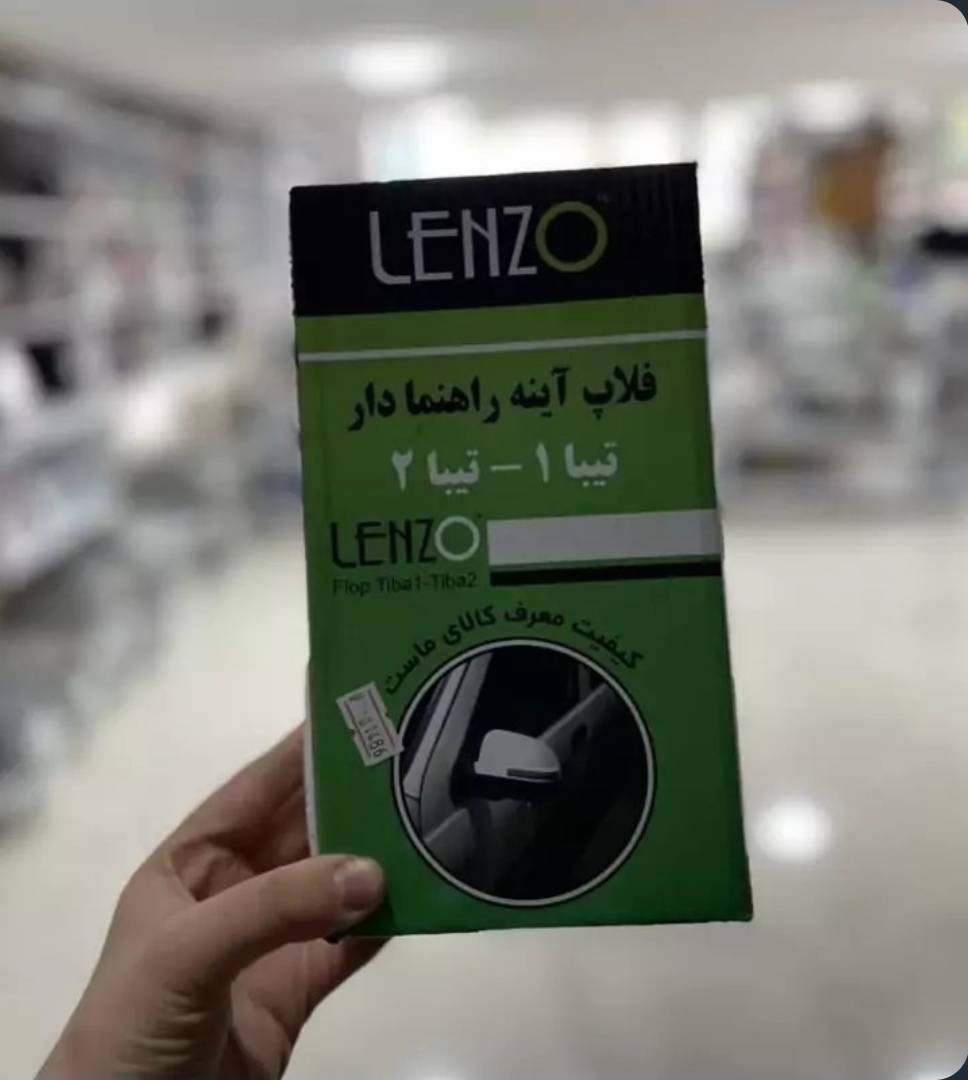 LENZO
فلاپ آینه راهنما دار
تیبا ۱ – تیبا ۲
LENZO
Flop Tiba1-Tiba2
کیفیت معرف کالای ماست